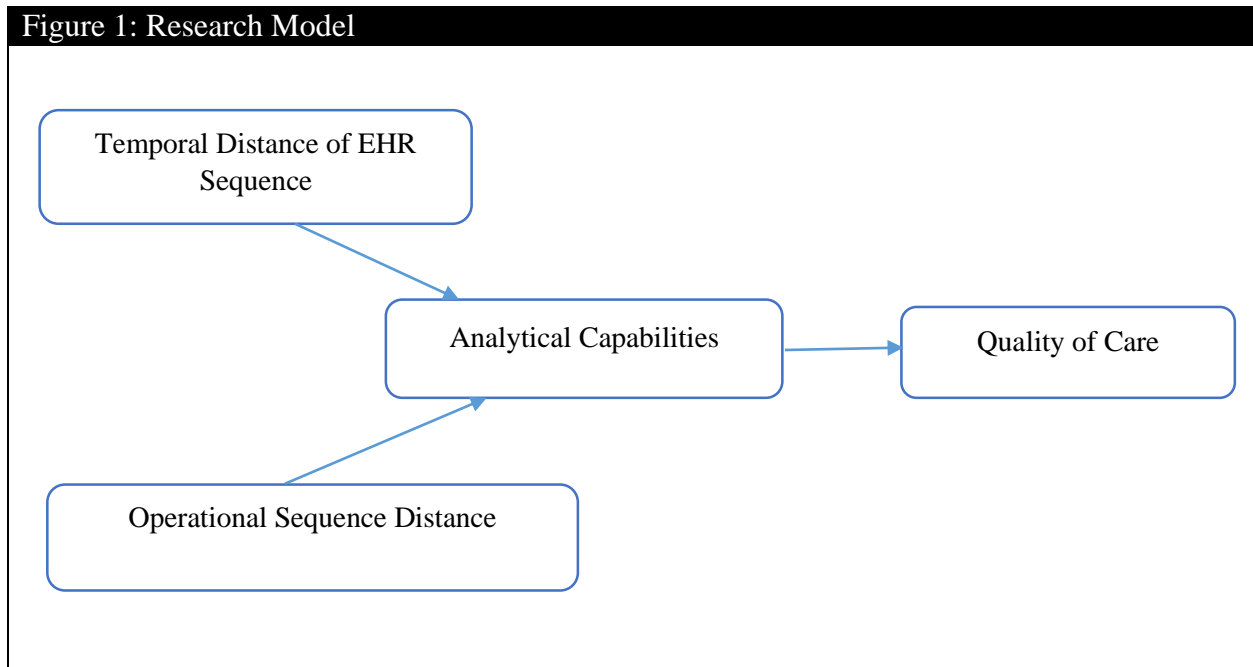 Figure 1: Research Model
Temporal Distance of EHR
Sequence
Analytical Capabilities
Quality of Care
Operational Sequence Distance